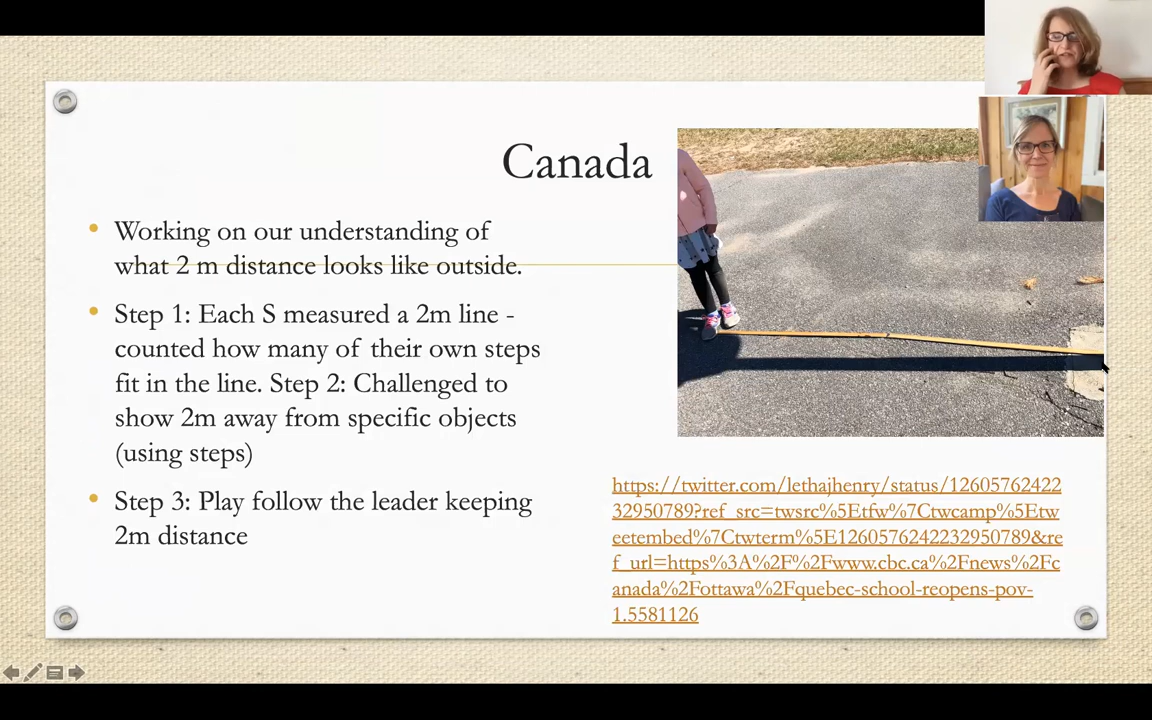 Canada
Working on our understanding of
what 2 m distance looks like outside.
Step 1: Each S measured a 2m line -
counted how many of their own steps
fit in the line. Step 2: Challenged to
show 2m away from specific objects
(using steps)
Step 3: Play follow the leader keeping
2m distance
https://twitter.com/lethajhenry/status/12605762422
32950789?ref_src=twsrc%5Etfw%7Ctwcamp%5Etw
eetembed%7Ctwterm%5E1260576242232950789&re
f_url=https%3A%2F%2Fwww.cbc.ca%2Fnews%2Fc
anada%2Fottawa%2Fquebec-school-reopens-pov-
1.5581126